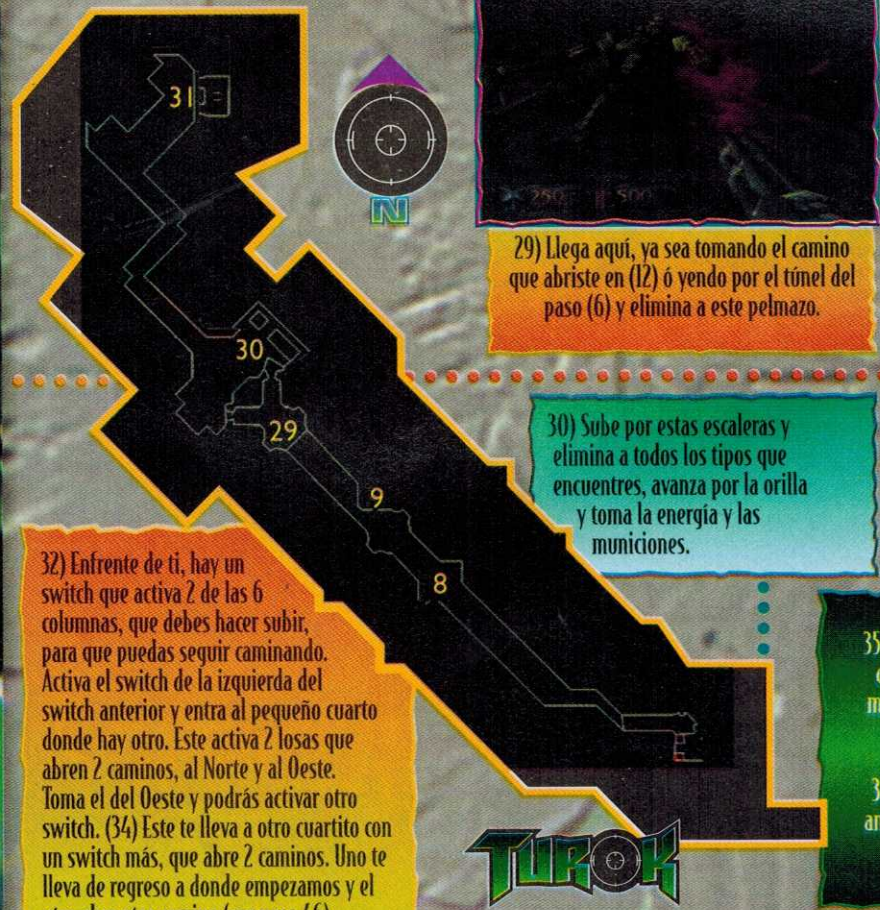 31
N
250 500
29) Llega aquí, ya sea tomando el camino
que abriste en (12) ó yendo por el túnel del
paso (6) y elimina a este pelmazo.
30
29
9
8
30) Sube por estas escaleras y
elimina a todos los tipos que
encuentres, avanza por la orilla
y toma la energía y las
municiones.
32) Enfrente de ti, hay un
switch que activa 2 de las 6
columnas, que debes hacer subir,
para que puedas seguir caminando.
Activa el switch de la izquierda del
switch anterior y entra al pequeño cuarto
donde hay otro. Este activa 2 losas que
abren 2 caminos, al Norte y al Oeste.
Toma el del Oeste y podrás activar otro
switch. (34) Este te lleva a otro cuartito con
un switch más, que abre 2 caminos. Uno te
lleva de regreso a donde empezamos y el
35
TUROK